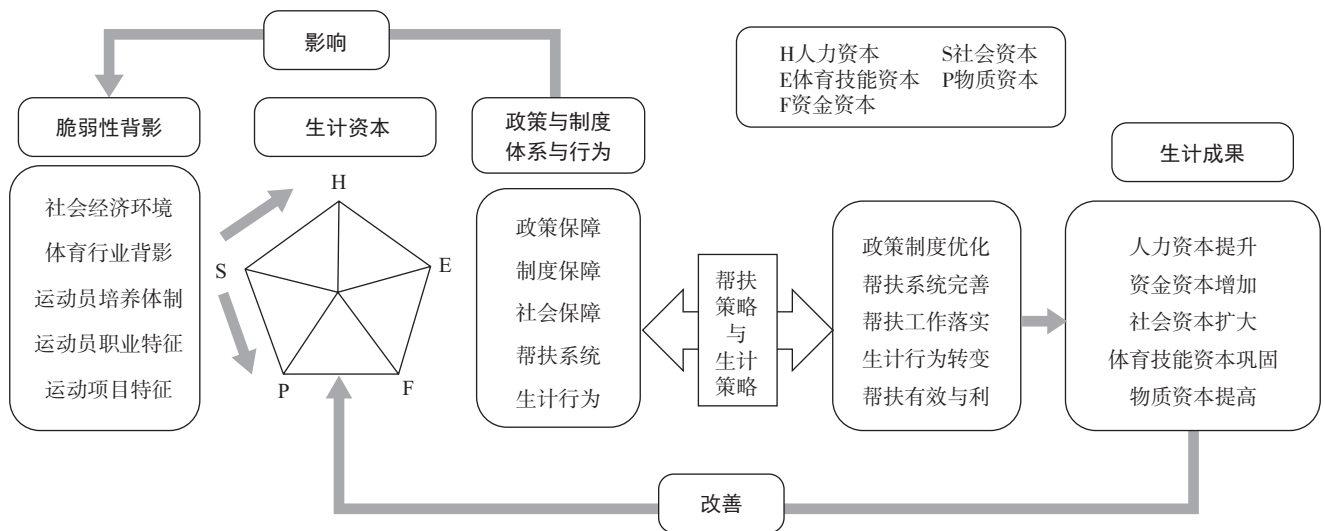 影响
H人力资本 S社会资本
E体育技能资本 P物质资本
F资金资本
脆弱性背影
生计资本
政策与制度
体系与行为
生计成果
社会经济环境
体育行业背影
运动员培养体制
运动员职业特征
运动项目特征
H
S
E
P
F
政策保障
制度保障
社会保障
帮扶系统
生计行为
帮扶
策略
与
生计
策略
政策制度优化
帮扶系统完善
帮扶工作落实
生计行为转变
帮扶有效与利
人力资本提升
资金资本增加
社会资本扩大
体育技能资本巩固
物质资本提高
改善